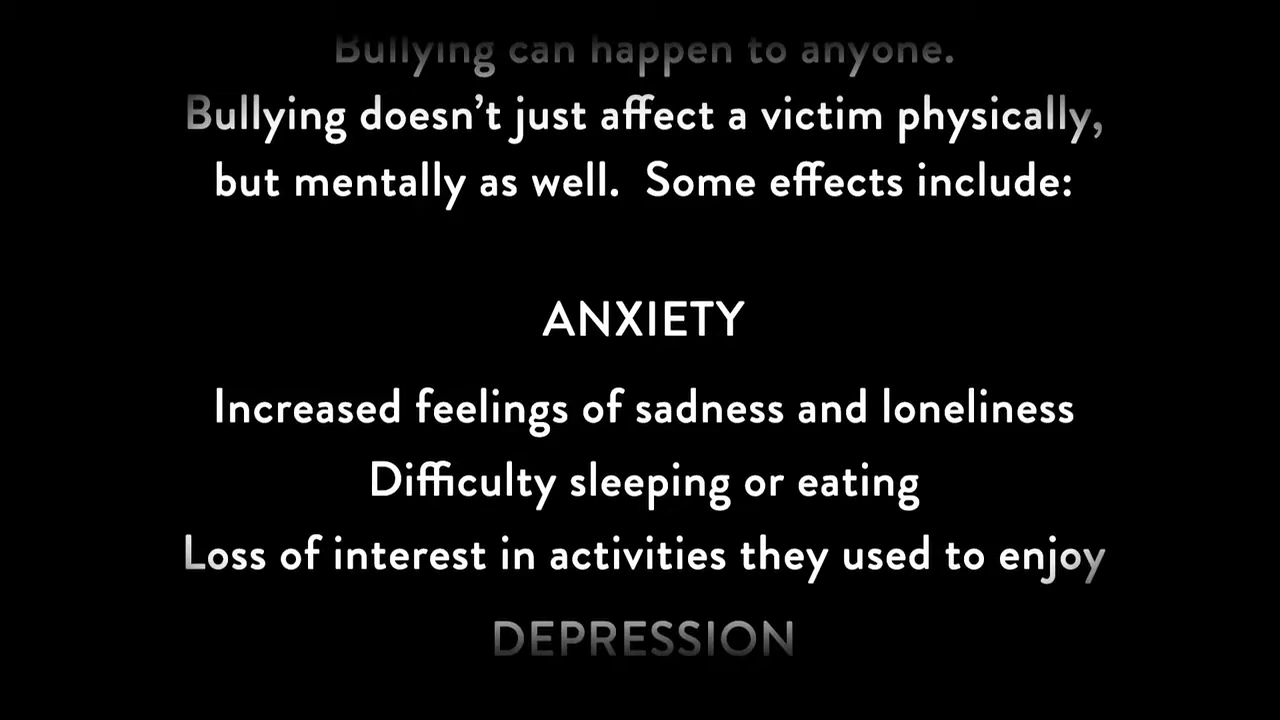 Bullying can happen to anyone.
Bullying doesn’t just affect a victim physically,
but mentally as well.  Some effects include:
ANXIETY
Increased feelings of sadness and loneliness
Difficulty sleeping or eating
Loss of interest in activities they used to enjoy
DEPRESSION